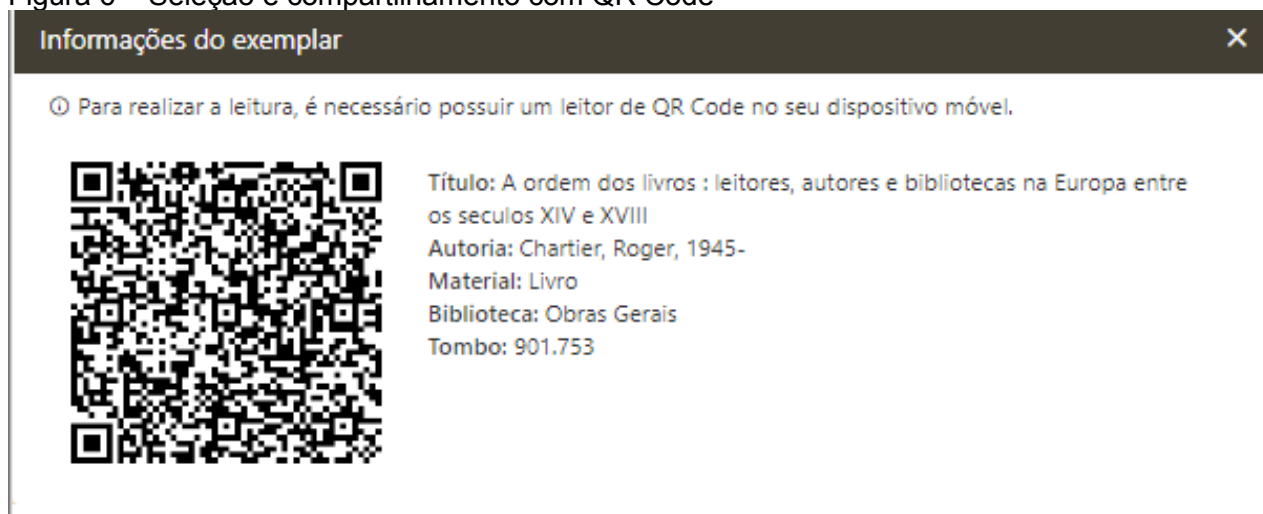 Informações do exemplar
Para realizar a leitura, é necessário possuir um leitor de QR Code no seu dispositivo móvel.
Título: A ordem dos livros : leitores, autores e bibliotecas na Europa entre
os seculos XIV e XVIII
Autoria: Chartier, Roger, 1945-
Material: Livro
Biblioteca: Obras Gerais
Tombo: 901.753